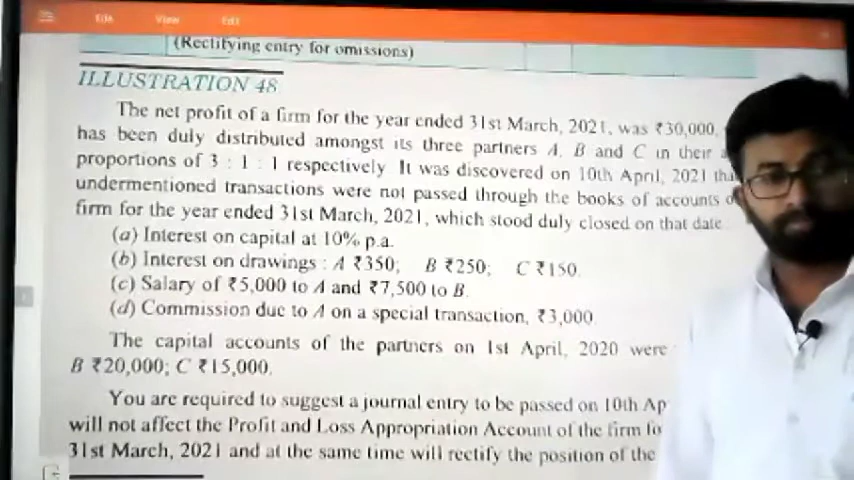 File View Edit
(Rectifying entry for omissions)
ILLUSTRATION 48
The net profit of a firm for the year ended 31st March, 2021, was ₹30,000,
has been duly distributed amongst its three partners A, B and C in their
proportions of 3 : 1 : 1 respectively It was discovered on 10th April, 2021
undermentioned transactions were not passed through the books of accounts
firm for the year ended 31st March, 2021, which stood duly closed on that date
(a) Interest on capital at 10% p.a.
(b) Interest on drawings : A ₹350; B ₹250; C ₹150.
(c) Salary of ₹5,000 to A and ₹7,500 to B.
(d) Commission due to A on a special transaction, ₹3,000.
The capital accounts of the partners on 1st April, 2020 were
B ₹20,000; C ₹15,000.
You are required to suggest a journal entry to be passed on 10th
will not affect the Profit and Loss Appropriation Account of the firm
31st March, 2021 and at the same time will rectify the position of the